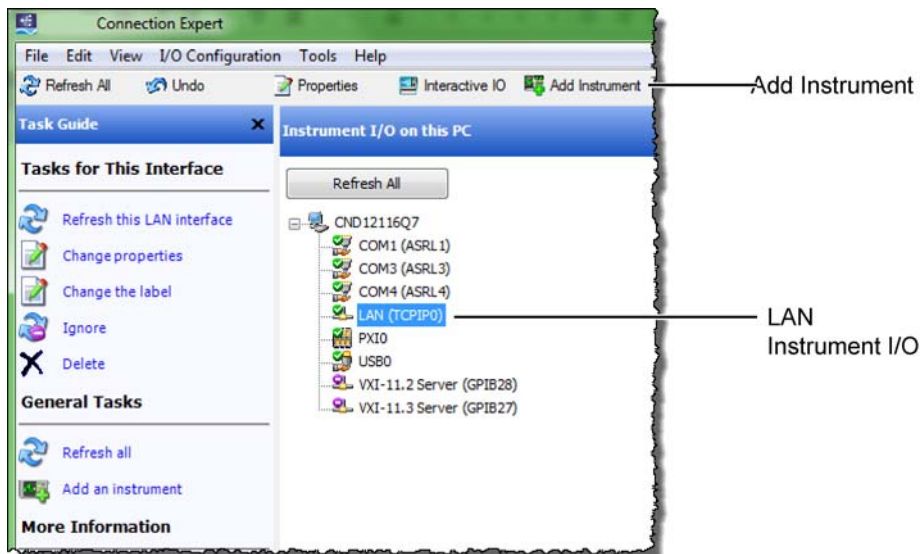 Connection Expert
File Edit View I/O Configuration Tools Help
Refresh All Undo Properties Interactive IO Add Instrument
Add Instrument
Task Guide
Instrument I/O on this PC
Tasks for This Interface
Refresh this LAN interface
Change properties
Change the label
Ignore
Delete
General Tasks
Refresh all
Add an instrument
More Information
Refresh All
CND12116Q7
COM1 (ASRL1)
COM3 (ASRL3)
COM4 (ASRL4)
LAN (TCPIP0)
PXI0
USB0
VXI-11.2 Server (GPIB28)
VXI-11.3 Server (GPIB27)
LAN
Instrument I/O